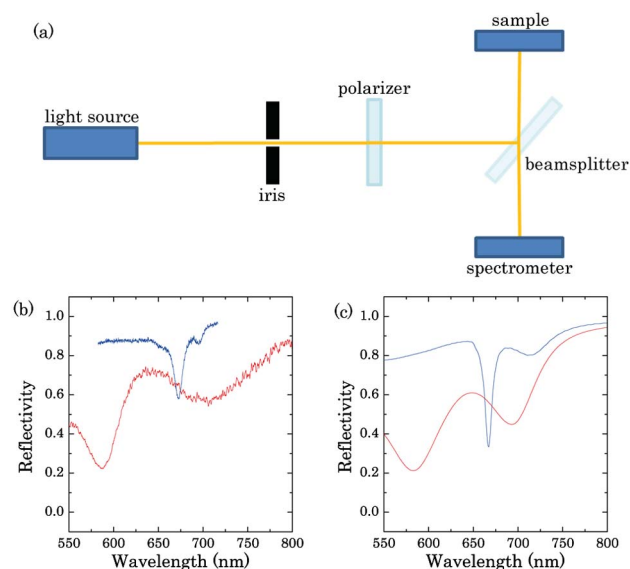 (a)
sample
polarizer
light source
beamsplitter
iris
spectrometer
(b)
(c)
1.0
0.8
0.6
0.4
0.2
0.0
Reflectivity
550 600 650 700 750 800
Wavelength (nm)
1.0
0.8
0.6
0.4
0.2
0.0
Reflectivity
550 600 650 700 750 800
Wavelength (nm)